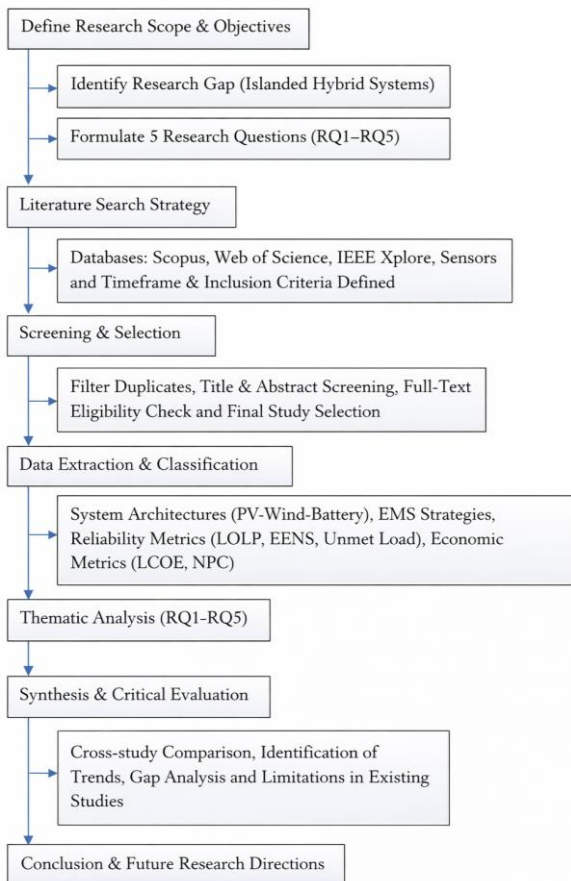 Define Research Scope & Objectives
Identify Research Gap (Islanded Hybrid Systems)
Formulate 5 Research Questions (RQ1–RQ5)
Literature Search Strategy
Databases: Scopus, Web of Science, IEEE Xplore, Sensors
and Timeframe & Inclusion Criteria Defined
Screening & Selection
Filter Duplicates, Title & Abstract Screening, Full-Text
Eligibility Check and Final Study Selection
Data Extraction & Classification
System Architectures (PV-Wind-Battery), EMS Strategies,
Reliability Metrics (LOLP, EENS, Unmet Load), Economic
Metrics (LCOE, NPC)
Thematic Analysis (RQ1-RQ5)
Synthesis & Critical Evaluation
Cross-study Comparison, Identification of
Trends, Gap Analysis and Limitations in Existing
Studies
Conclusion & Future Research Directions